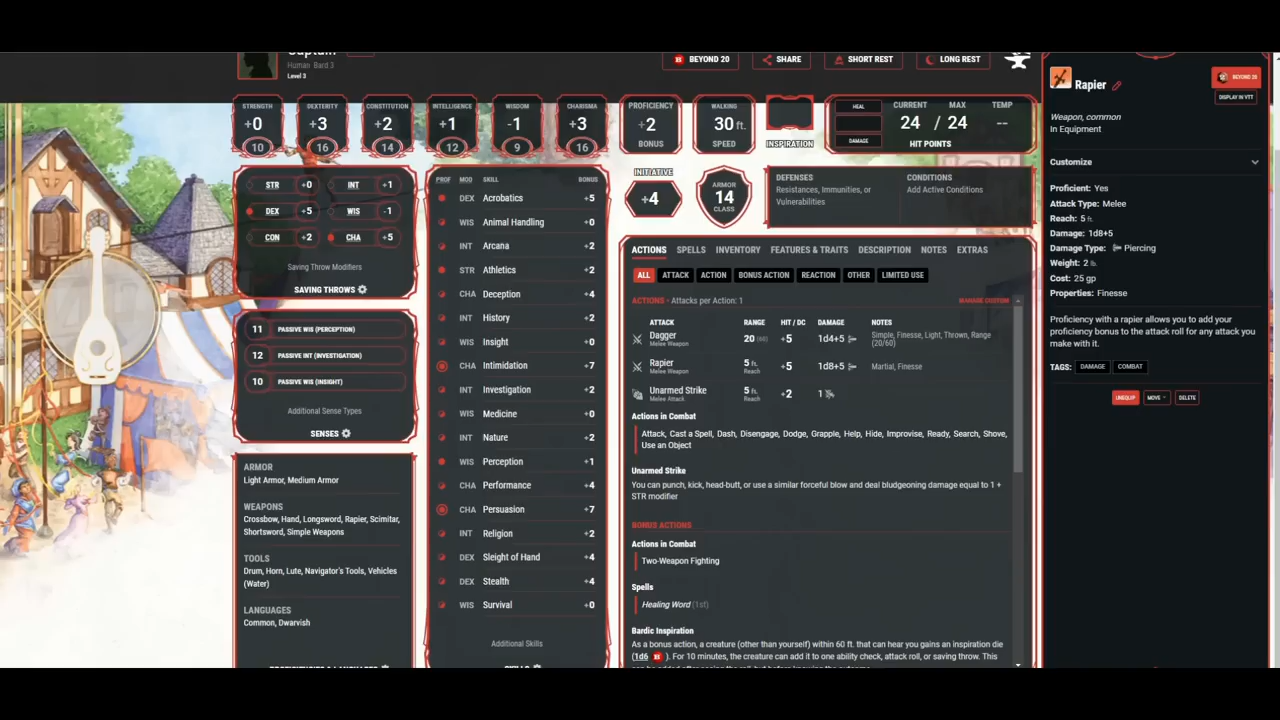 Captain
Human Bard 3
Level 3
BEYOND 20
SHARE
SHORT REST
LONG REST
STRENGTH
+0
10
DEXTERITY
+3
16
CONSTITUTION
+2
14
INTELLIGENCE
+1
12
WISDOM
-1
9
CHARISMA
+3
16
PROFICIENCY
+2
BONUS
WALKING
30 ft.
SPEED
INSPIRATION
HEAL
DAMAGE
CURRENT MAX TEMP
24 / 24 --
HIT POINTS
STR +0 INT +1
DEX +5 WIS -1
CON +2 CHA +5
Saving Throw Modifiers
SAVING THROWS
11 PASSIVE WIS (PERCEPTION)
12 PASSIVE INT (INVESTIGATION)
10 PASSIVE WIS (INSIGHT)
Additional Sense Types
SENSES
ARMOR
Light Armor, Medium Armor
WEAPONS
Crossbow, Hand, Longsword, Rapier, Scimitar,
Shortsword, Simple Weapons
TOOLS
Drum, Horn, Lute, Navigator's Tools, Vehicles
(Water)
LANGUAGES
Common, Dwarvish
PROF MOD SKILL BONUS
DEX Acrobatics +5
WIS Animal Handling +0
INT Arcana +2
STR Athletics +2
CHA Deception +4
INT History +2
WIS Insight +0
CHA Intimidation +7
INT Investigation +2
WIS Medicine +0
INT Nature +2
WIS Perception +1
CHA Performance +4
CHA Persuasion +7
INT Religion +2
DEX Sleight of Hand +4
DEX Stealth +4
WIS Survival +0
Additional Skills
INITIATIVE
+4
ARMOR
14
CLASS
DEFENSES
Resistances, Immunities, or
Vulnerabilities
CONDITIONS
Add Active Conditions
ACTIONS SPELLS INVENTORY FEATURES & TRAITS DESCRIPTION NOTES EXTRAS
ALL ATTACK ACTION BONUS ACTION REACTION OTHER LIMITED USE
ACTIONS • Attacks per Action: 1 MANAGE CUSTOM
ATTACK RANGE HIT / DC DAMAGE NOTES
Dagger 20 (60) +5 1d4+5 Simple, Finesse, Light, Thrown, Range
Melee Weapon (20/60)
Rapier 5 ft. +5 1d8+5 Martial, Finesse
Melee Weapon Reach
Unarmed Strike 5 ft. +2 1
Melee Attack Reach
Actions in Combat
Attack, Cast a Spell, Dash, Disengage, Dodge, Grapple, Help, Hide, Improvise, Ready, Search, Shove,
Use an Object
Unarmed Strike
You can punch, kick, head-butt, or use a similar forceful blow and deal bludgeoning damage equal to 1 +
STR modifier
BONUS ACTIONS
Actions in Combat
Two-Weapon Fighting
Spells
Healing Word (1st)
Bardic Inspiration
As a bonus action, a creature (other than yourself) within 60 ft. that can hear you gains an inspiration die
(1d6 ). For 10 minutes, the creature can add it to one ability check, attack roll, or saving throw. This
Rapier
BEYOND 20
DISPLAY IN VTT
Weapon, common
In Equipment
Customize
Proficient: Yes
Attack Type: Melee
Reach: 5 ft.
Damage: 1d8+5
Damage Type: Piercing
Weight: 2 lb.
Cost: 25 gp
Properties: Finesse
Proficiency with a rapier allows you to add your
proficiency bonus to the attack roll for any attack you
make with it.
TAGS: DAMAGE COMBAT
UNEQUIP MOVE DELETE